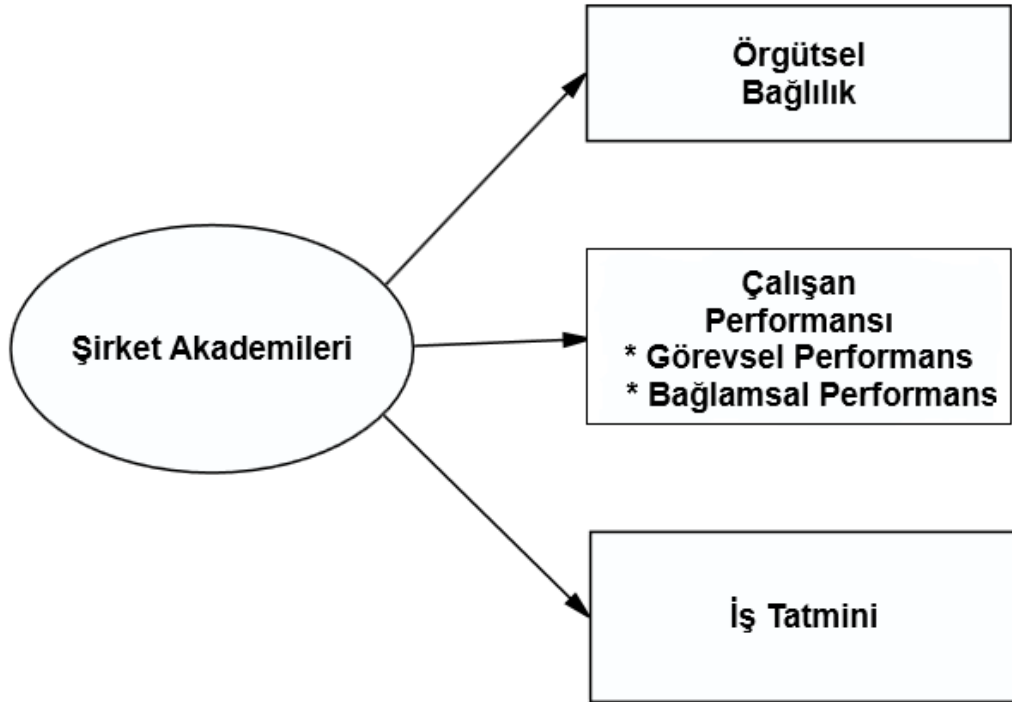 Örgütsel
Bağlılık
Şirket Akademileri
Çalışan
Performansı
* Görevsel Performans
* Bağlamsal Performans
İş Tatmini